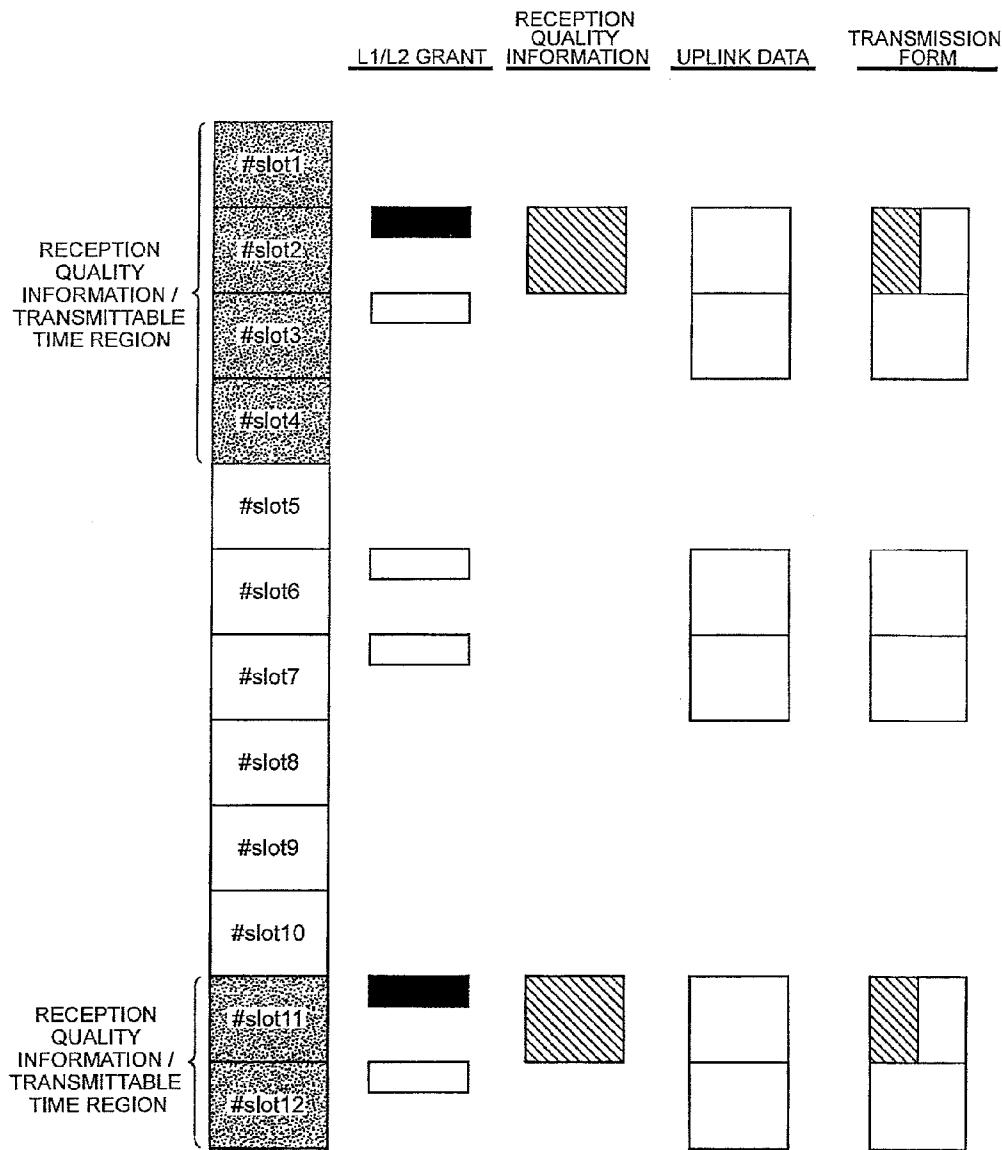 L1/L2 GRANT
RECEPTION
QUALITY
INFORMATION
UPLINK DATA
TRANSMISSION
FORM
RECEPTION
QUALITY
INFORMATION /
TRANSMITTABLE
TIME REGION
#slot1
#slot2
#slot3
#slot4
#slot5
#slot6
#slot7
#slot8
#slot9
#slot10
RECEPTION
QUALITY
INFORMATION /
TRANSMITTABLE
TIME REGION
#slot11
#slot12